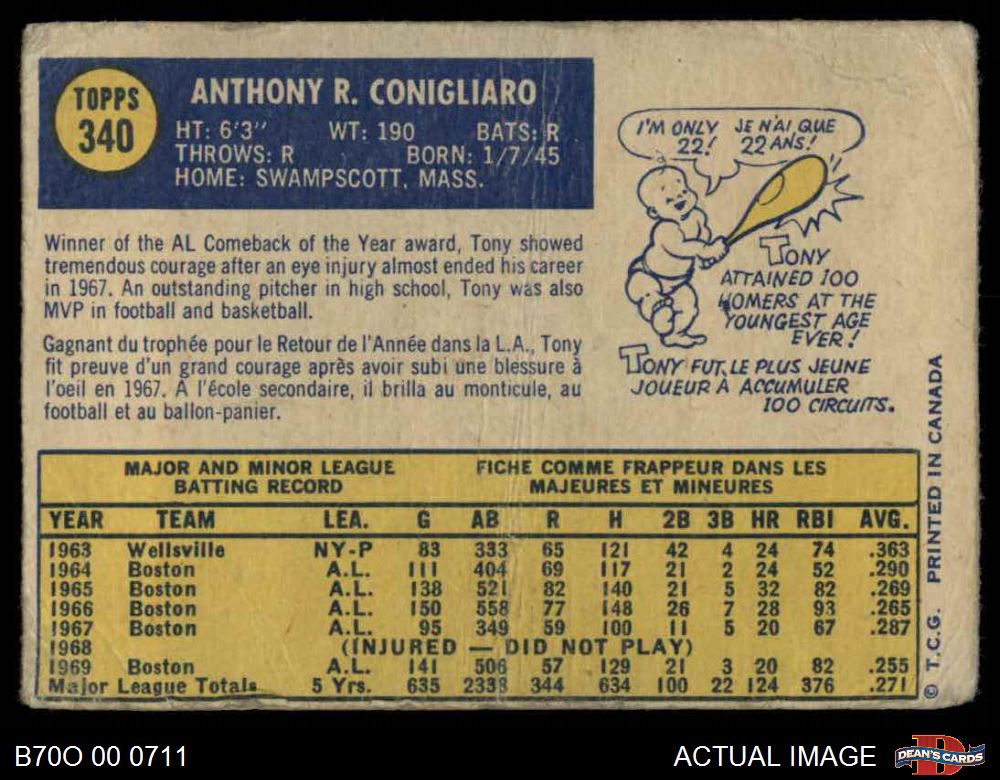 TOPPS
340
ANTHONY R. CONIGLIARO
HT: 6'3" WT: 190 BATS: R
THROWS: R BORN: 1/7/45
HOME: SWAMPSCOTT, MASS.
Winner of the AL Comeback of the Year award, Tony showed
tremendous courage after an eye injury almost ended his career
in 1967. An outstanding pitcher in high school, Tony was also
MVP in football and basketball.
Gagnant du trophée pour le Retour de l'Année dans la L.A., Tony
fit preuve d'un grand courage après avoir subi une blessure à
l'oeil en 1967. A l'école secondaire, il brilla au monticule, au
football et au ballon-panier.
I'M ONLY JE N'AI QUE
22! 22 ANS!
TONY
ATTAINED 100
HOMERS AT THE
YOUNGEST AGE
EVER!
TONY FUT LE PLUS JEUNE
JOUEUR À ACCUMULER
100 CIRCUITS.
MAJOR AND MINOR LEAGUE FICHE COMME FRAPPEUR DANS LES
BATTING RECORD MAJEURES ET MINEURES
YEAR TEAM LEA. G AB R H 2B 3B HR RBI AVG.
1963 Wellsville NY-P 83 333 65 121 42 4 24 74 .363
1964 Boston A.L. 111 404 69 117 21 2 24 52 .290
1965 Boston A.L. 138 521 82 140 21 5 32 82 .269
1966 Boston A.L. 150 558 77 148 26 7 28 93 .265
1967 Boston A.L. 95 349 59 100 11 5 20 67 .287
1968 (INJURED — DID NOT PLAY)
1969 Boston A.L. 141 506 57 129 21 3 20 82 .255
Major League Totals 5 Yrs. 635 2338 344 634 100 22 124 376 .271
© T.C.G. PRINTED IN CANADA
B70O 00 0711
ACTUAL IMAGE
DEAN'S CARDS